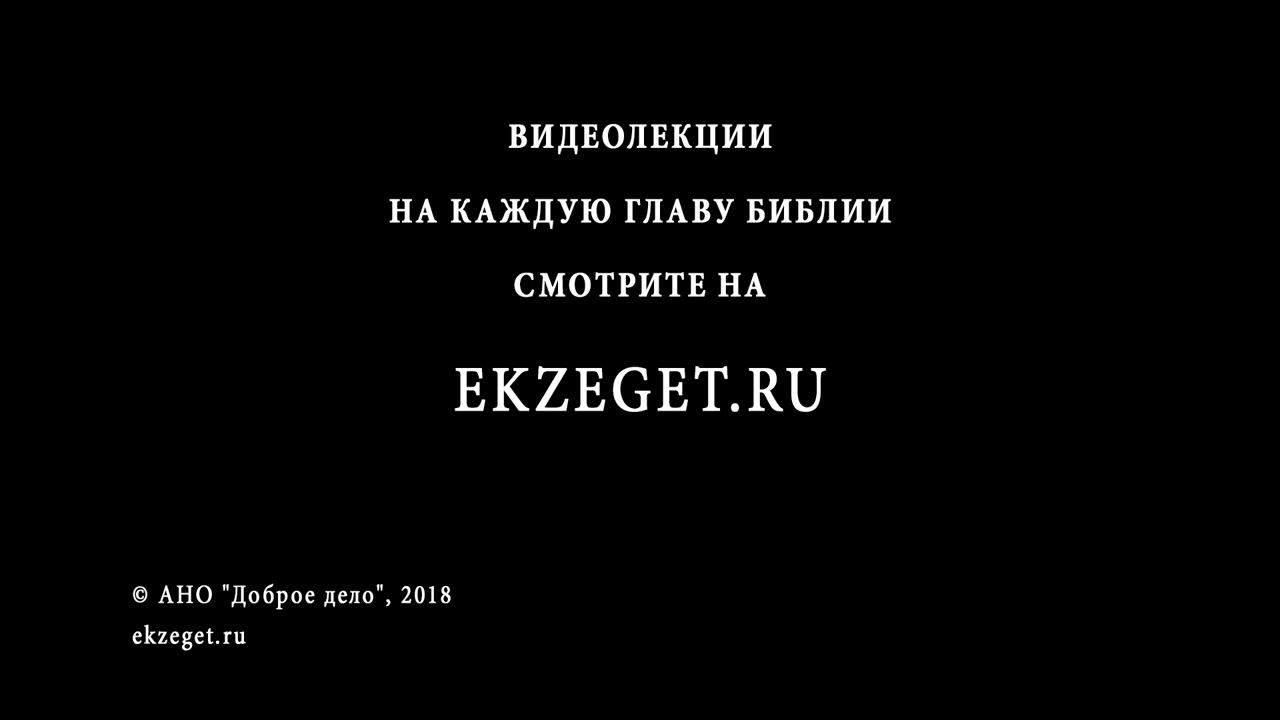 ВИДЕОЛЕКЦИИ
НА КАЖДУЮ ГЛАВУ БИБЛИИ
СМОТРИТЕ НА
EKZEGET.RU
© АНО "Доброе дело", 2018
ekzeget.ru